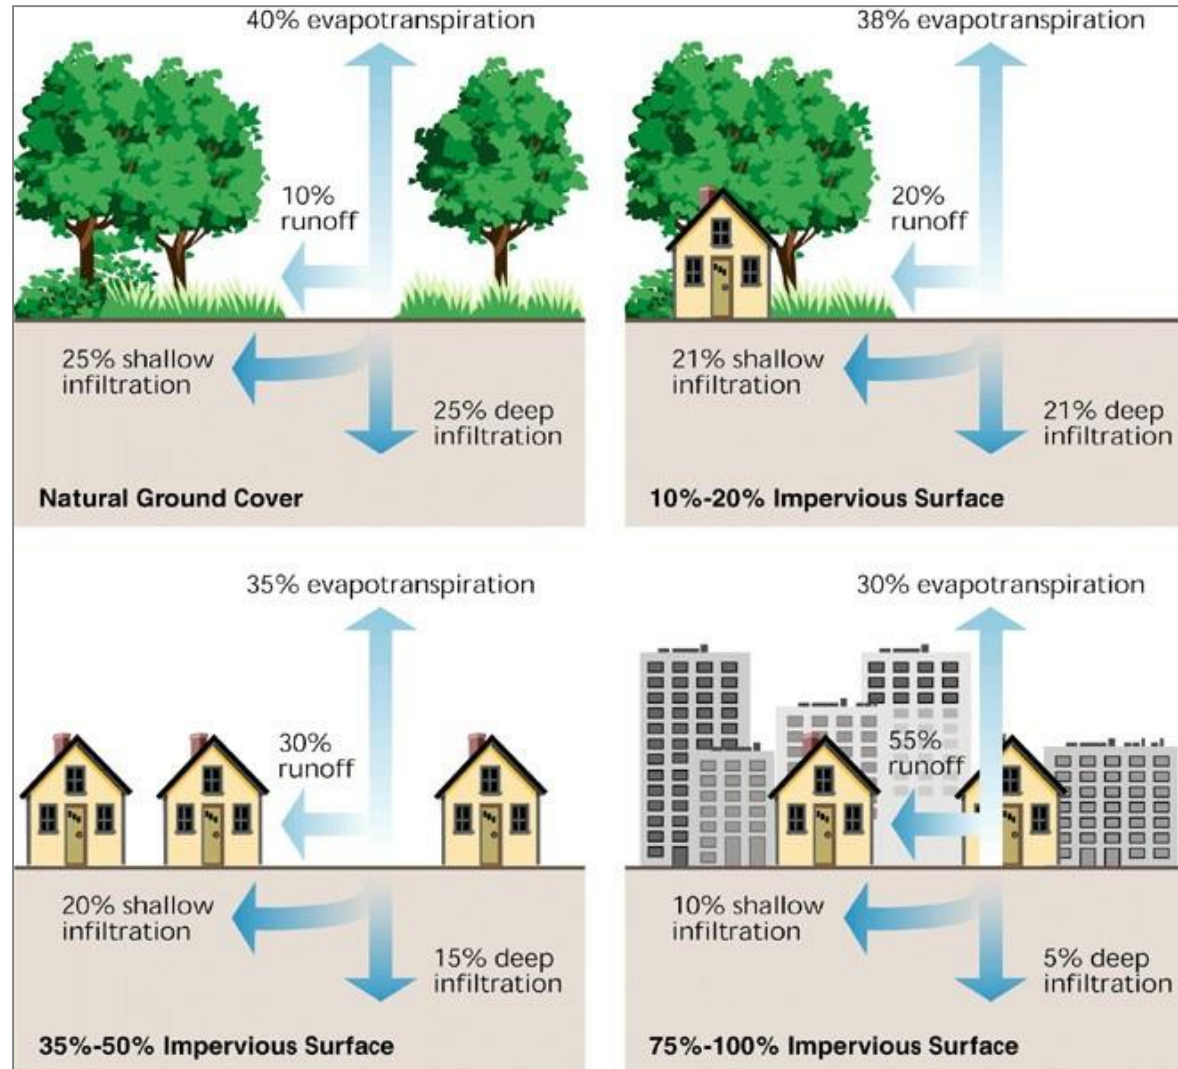 40% evapotranspiration
10%
runoff
25% shallow
infiltration
25% deep
infiltration
Natural Ground Cover
38% evapotranspiration
20%
runoff
21% shallow
infiltration
21% deep
infiltration
10%-20% Impervious Surface
35% evapotranspiration
30%
runoff
20% shallow
infiltration
15% deep
infiltration
35%-50% Impervious Surface
30% evapotranspiration
55%
runoff
10% shallow
infiltration
5% deep
infiltration
75%-100% Impervious Surface